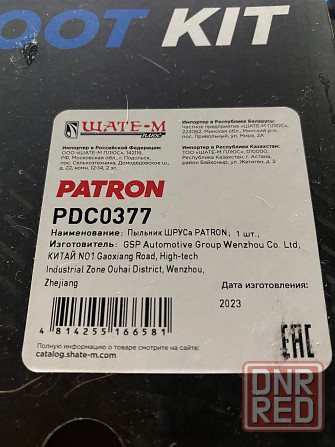 OOT KIT
ШАТЕ-М
ПЛЮС
Импортер в Российской Федерации:
ООО «ШАТЕ-М ПЛЮС», 142116,
РФ, Московская обл., г. Подольск,
пос. Сельхозтехника, Домодедовское ш.,
д. 22, комн. 12-14, 2 эт.
Импортер в Республике Беларусь:
Частное предприятие «ШАТЕ-М ПЛЮС»,
223062, Минская обл., Минский р-н,
пос. Привольный, ул. Мира, 2А
Импортер в Республике Казахстан:
ТОО «ШАТЕ-М ПЛЮС», 010000,
Республика Казахстан, г. Астана,
район Байконыр, ул. Жанажол, д.
PATRON
PDC0377
Наименование: Пыльник ШРУСа PATRON; 1 шт.,
Изготовитель: GSP Automotive Group Wenzhou Co. Ltd,
КИТАЙ NO1 Gaoxiang Road, High-tech
Industrial Zone Ouhai District, Wenzhou,
Zhejiang
Дата изготовления:
2023
4 814255 166581
Подробная информация о товаре на сайте:
catalog.shate-m.com
EAC
DNR
RED